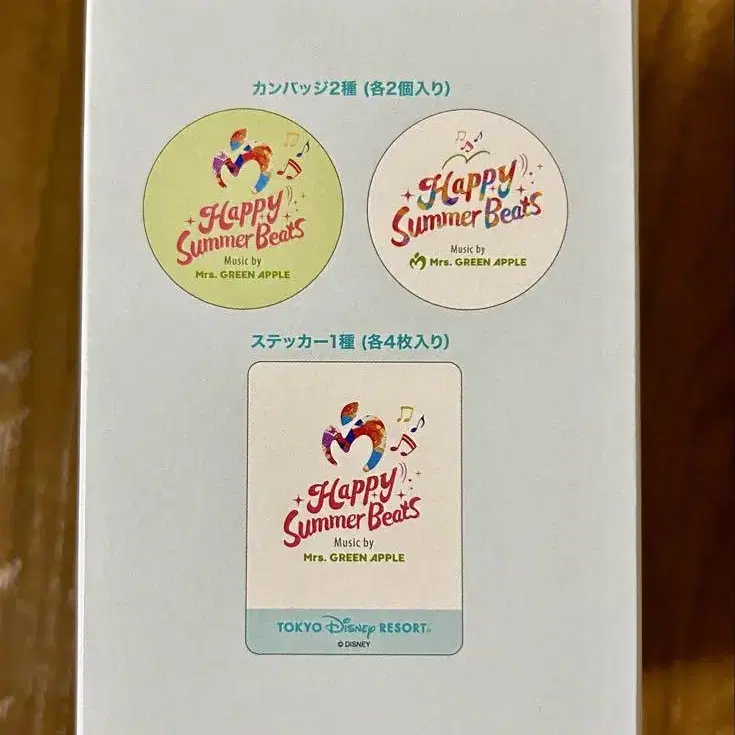 カンバッジ2種 (各2個入り)
Happy
Summer Beats
Music by
Mrs. GREEN APPLE
Happy
Summer Beats
Music by
Mrs. GREEN APPLE
ステッカー1種 (各4枚入り)
Happy
Summer Beats
Music by
Mrs. GREEN APPLE
TOKYO Disney RESORT®
© DISNEY